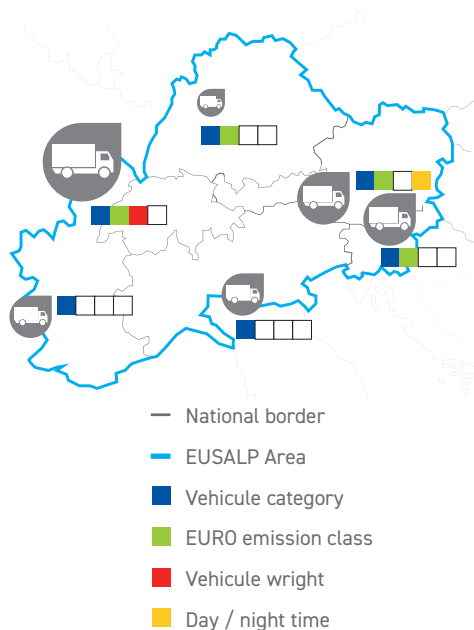 National border
EUSALP Area
Vehicule category
EURO emission class
Vehicule wright
Day / night time